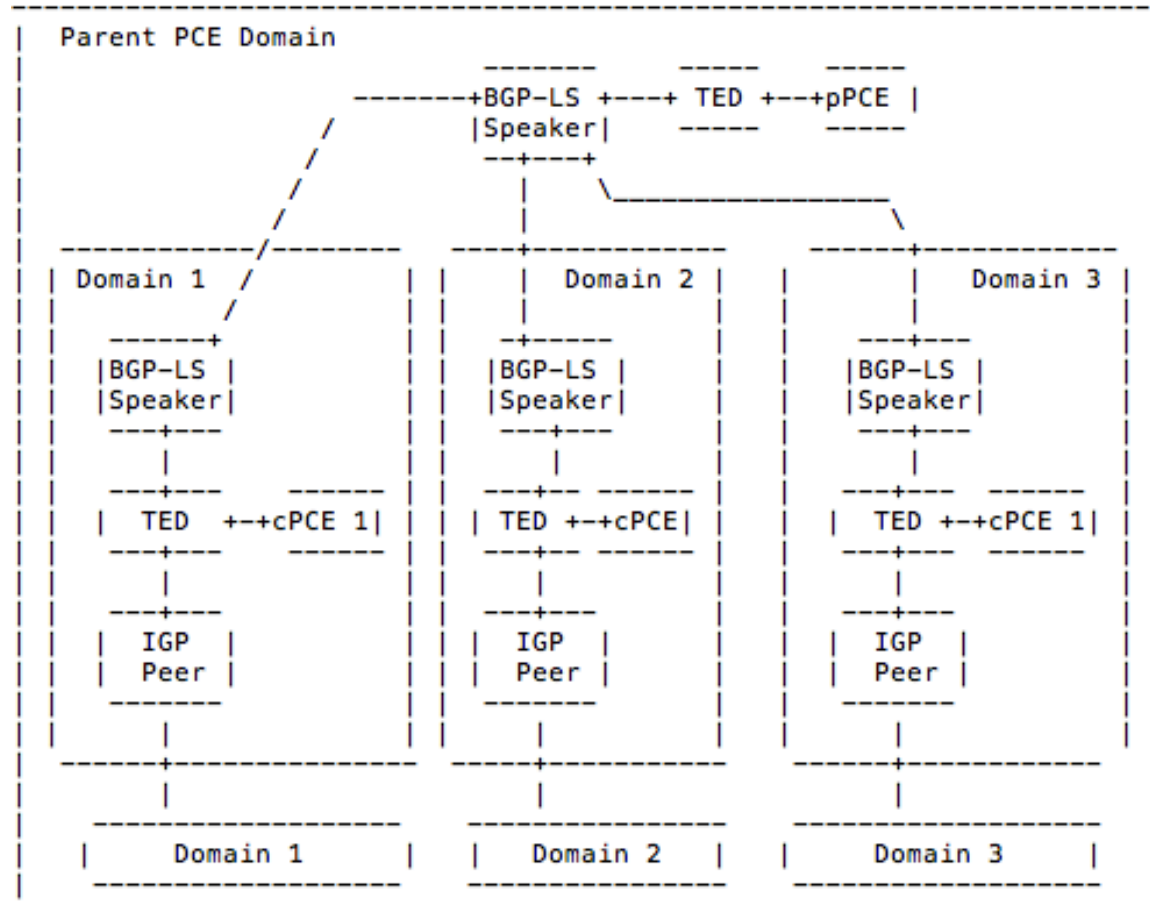 Parent PCE Domain
BGP-LS TED pPCE
Speaker
Domain 1 Domain 2 Domain 3
BGP-LS BGP-LS BGP-LS
Speaker Speaker Speaker
TED cPCE 1 TED cPCE TED cPCE 1
IGP IGP IGP
Peer Peer Peer
Domain 1 Domain 2 Domain 3